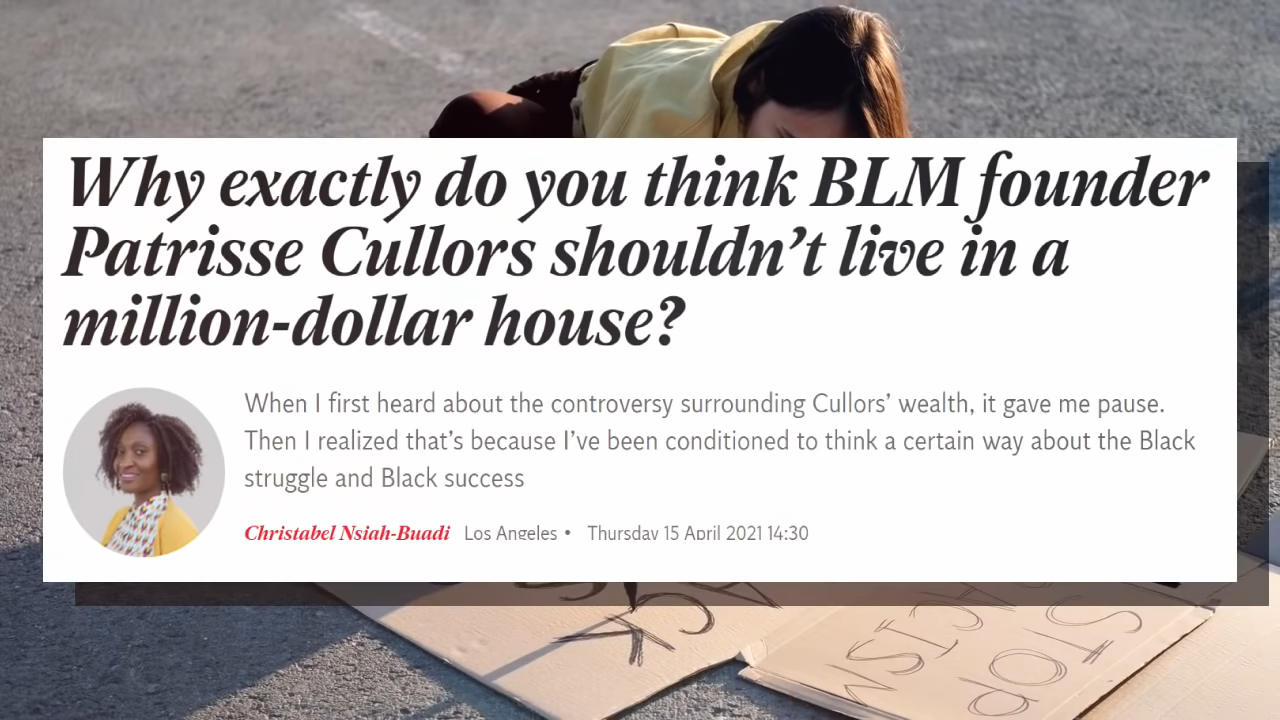 Why exactly do you think BLM founder
Patrisse Cullors shouldn’t live in a
million-dollar house?
When I first heard about the controversy surrounding Cullors’ wealth, it gave me pause.
Then I realized that’s because I’ve been conditioned to think a certain way about the Black
struggle and Black success
Christabel Nsiah-Buadi Los Angeles • Thursday 15 April 2021 14:30
STOP